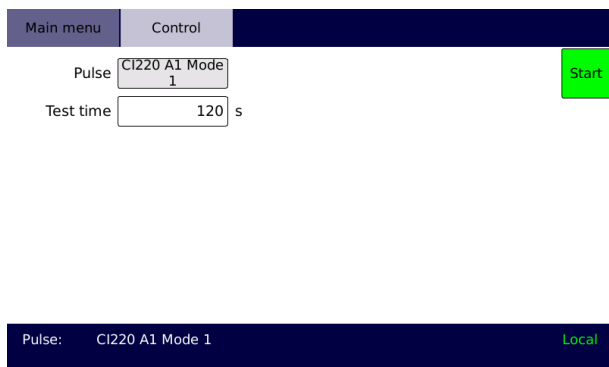 Main menu Control
Pulse CI220 A1 Mode
1
Start
Test time 120 s
Pulse: CI220 A1 Mode 1 Local